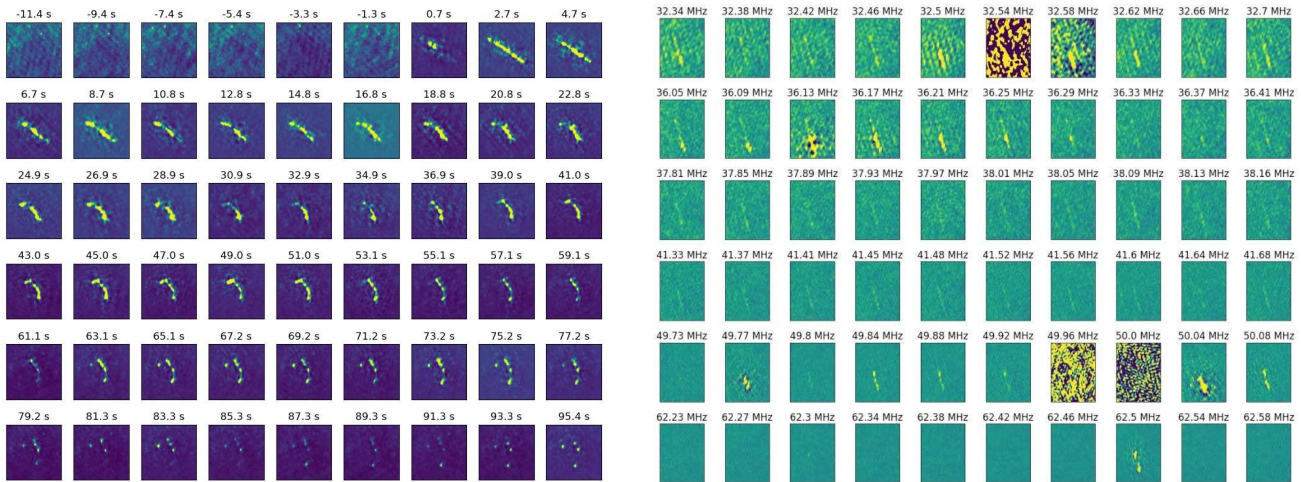 -11.4 s -9.4 s -7.4 s -5.4 s -3.3 s -1.3 s 0.7 s 2.7 s 4.7 s
6.7 s 8.7 s 10.8 s 12.8 s 14.8 s 16.8 s 18.8 s 20.8 s 22.8 s
24.9 s 26.9 s 28.9 s 30.9 s 32.9 s 34.9 s 36.9 s 39.0 s 41.0 s
43.0 s 45.0 s 47.0 s 49.0 s 51.0 s 53.1 s 55.1 s 57.1 s 59.1 s
61.1 s 63.1 s 65.1 s 67.2 s 69.2 s 71.2 s 73.2 s 75.2 s 77.2 s
79.2 s 81.3 s 83.3 s 85.3 s 87.3 s 89.3 s 91.3 s 93.3 s 95.4 s
32.34 MHz 32.38 MHz 32.42 MHz 32.46 MHz 32.5 MHz 32.54 MHz 32.58 MHz 32.62 MHz 32.66 MHz 32.7 MHz
36.05 MHz 36.09 MHz 36.13 MHz 36.17 MHz 36.21 MHz 36.25 MHz 36.29 MHz 36.33 MHz 36.37 MHz 36.41 MHz
37.81 MHz 37.85 MHz 37.89 MHz 37.93 MHz 37.97 MHz 38.01 MHz 38.05 MHz 38.09 MHz 38.13 MHz 38.16 MHz
41.33 MHz 41.37 MHz 41.41 MHz 41.45 MHz 41.48 MHz 41.52 MHz 41.56 MHz 41.6 MHz 41.64 MHz 41.68 MHz
49.73 MHz 49.77 MHz 49.8 MHz 49.84 MHz 49.88 MHz 49.92 MHz 49.96 MHz 50.0 MHz 50.04 MHz 50.08 MHz
62.23 MHz 62.27 MHz 62.3 MHz 62.34 MHz 62.38 MHz 62.42 MHz 62.46 MHz 62.5 MHz 62.54 MHz 62.58 MHz